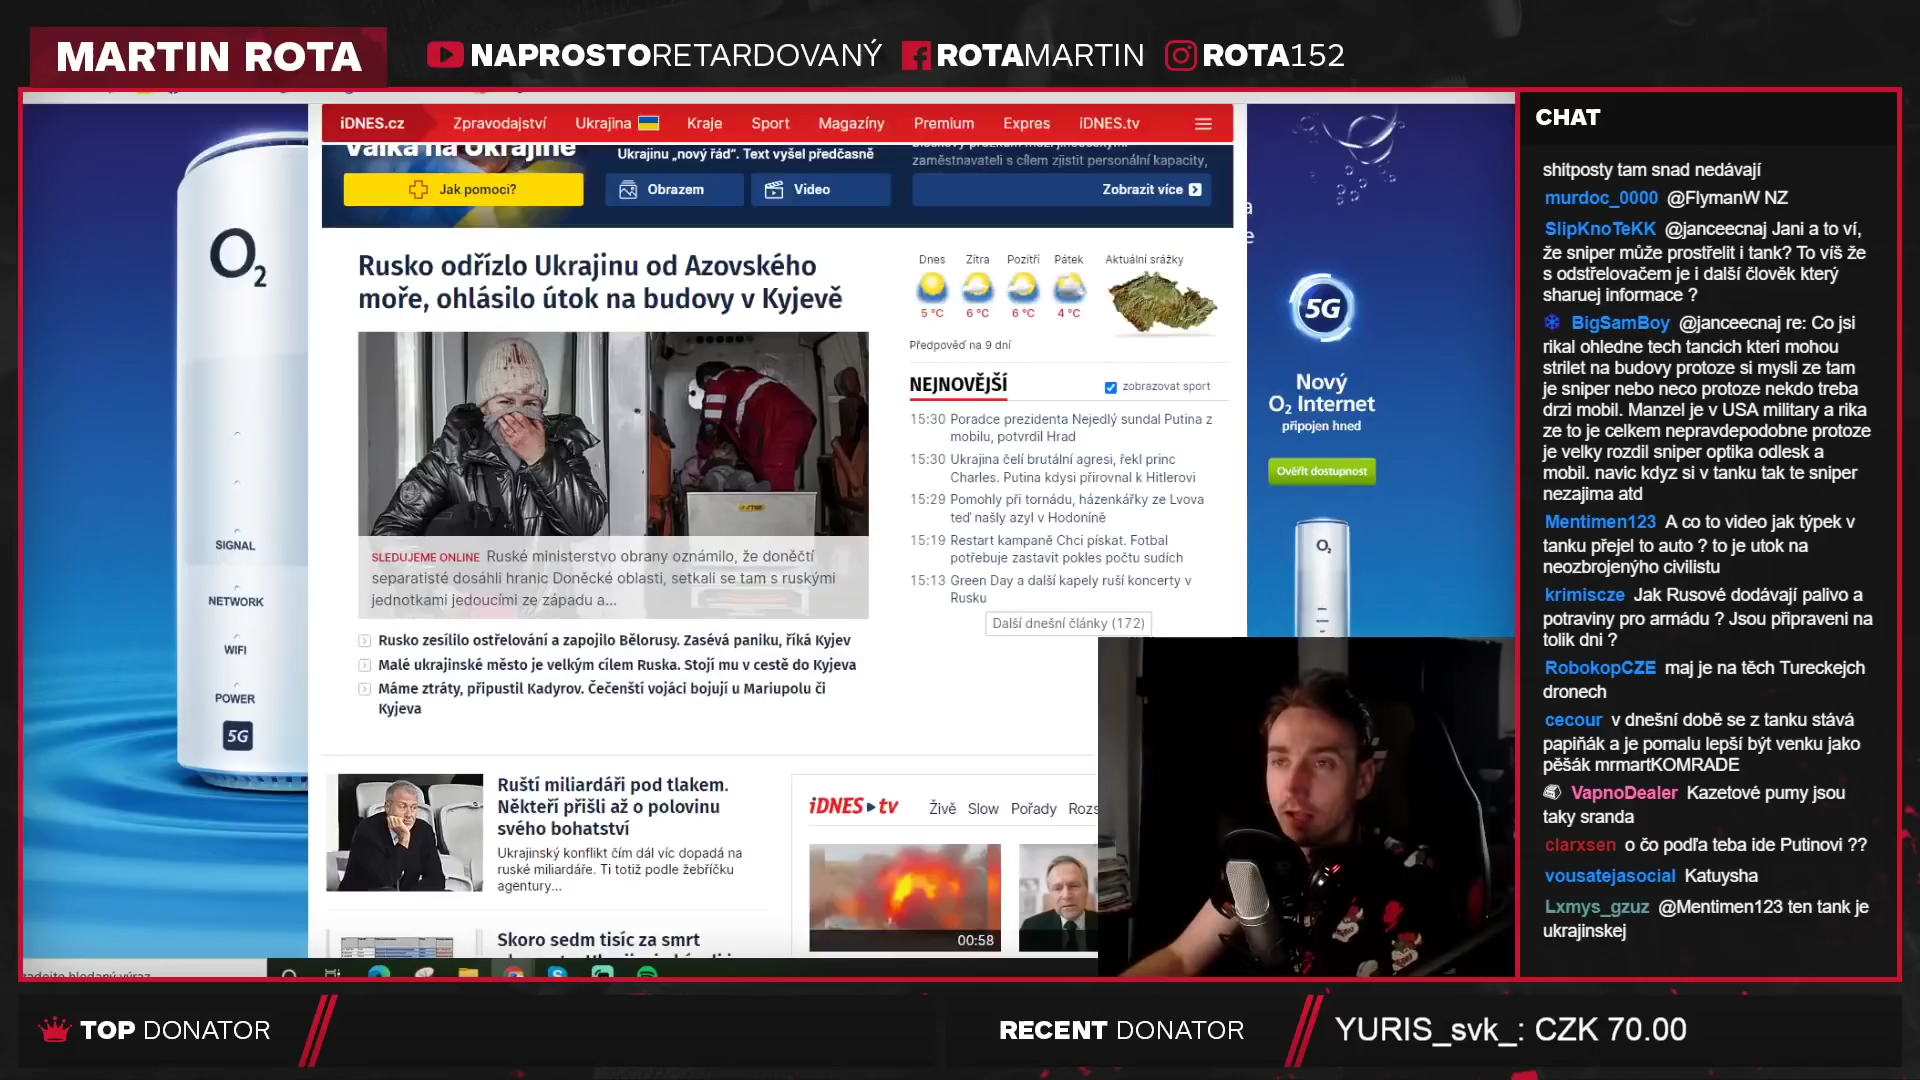 MARTIN ROTA
NAPROSTORETARDOVANÝ
ROTAMARTIN
ROTA152
iDNES.cz Zpravodajství Ukrajina Kraje Sport Magazíny Premium Expres iDNES.tv
Válka na Ukrajině
Ukrajinu „nový řád“. Text vyšel předčasně
zaměstnavateli s cílem zjistit personální kapacity,
Jak pomoci?
Obrazem
Video
Zobrazit více
Rusko odřízlo Ukrajinu od Azovského
moře, ohlásilo útok na budovy v Kyjevě
SLEDUJEME ONLINE Ruské ministerstvo obrany oznámilo, že doněčtí
separatisté dosáhli hranic Doněcké oblasti, setkali se tam s ruskými
jednotkami jedoucími ze západu a...
Rusko zesílilo ostřelování a zapojilo Bělorusy. Zasévá paniku, říká Kyjev
Malé ukrajinské město je velkým cílem Ruska. Stojí mu v cestě do Kyjeva
Máme ztráty, připustil Kadyrov. Čečenští vojáci bojují u Mariupolu či
Kyjeva
Dnes Zítra Pozítří Pátek Aktuální srážky
5 °C 6 °C 6 °C 4 °C
Předpověď na 9 dní
NEJNOVĚJŠÍ
zobrazovat sport
15:30 Poradce prezidenta Nejedlý sundal Putina z
mobilu, potvrdil Hrad
15:30 Ukrajina čelí brutální agresi, řekl princ
Charles. Putina kdysi přirovnal k Hitlerovi
15:29 Pomohly při tornádu, házenkářky ze Lvova
teď našly azyl v Hodoníně
15:19 Restart kampaně Chci pískat. Fotbal
potřebuje zastavit pokles počtu sudích
15:13 Green Day a další kapely ruší koncerty v
Rusku
Další dnešní články (172)
Ruští miliardáři pod tlakem.
Někteří přišli až o polovinu
svého bohatství
Ukrajinský konflikt čím dál víc dopadá na
ruské miliardáře. Ti totiž podle žebříčku
agentury...
Skoro sedm tisíc za smrt
iDNES tv
Živě Slow Pořady Rozs
00:58
O2
SIGNAL
NETWORK
WIFI
POWER
5G
a
e
5G
Nový
O2 Internet
připojen hned
Ověřit dostupnost
O2
CHAT
shitposty tam snad nedávají
murdoc_0000 @FlymanW NZ
SlipKnoTeKK @janceecnaj Jani a to ví,
že sniper může prostřelit i tank? To víš že
s odstřelovačem je i další člověk který
sharuej informace ?
BigSamBoy @janceecnaj re: Co jsi
rikal ohledne tech tancich kteri mohou
strilet na budovy protoze si mysli ze tam
je sniper nebo neco protoze nekdo treba
drzi mobil. Manzel je v USA military a rika
ze to je celkem nepravdepodobne protoze
je velky rozdil sniper optika odlesk a
mobil. navic kdyz si v tanku tak te sniper
nezajima atd
Mentimen123 A co to video jak týpek v
tanku přejel to auto ? to je utok na
neozbrojenýho civilistu
krimiscze Jak Rusové dodávají palivo a
potraviny pro armádu ? Jsou připraveni na
tolik dni ?
RobokopCZE maj je na těch Tureckejch
dronech
cecour v dnešní době se z tanku stává
papiňák a je pomalu lepší být venku jako
pěšák mrmartKOMRADE
VapnoDealer Kazetové pumy jsou
taky sranda
clarxsen o čo podľa teba ide Putinovi ??
vousatejasocial Katuysha
Lxmys_gzuz @Mentimen123 ten tank je
ukrajinskej
TOP DONATOR
RECENT DONATOR
YURIS_svk_: CZK 70.00